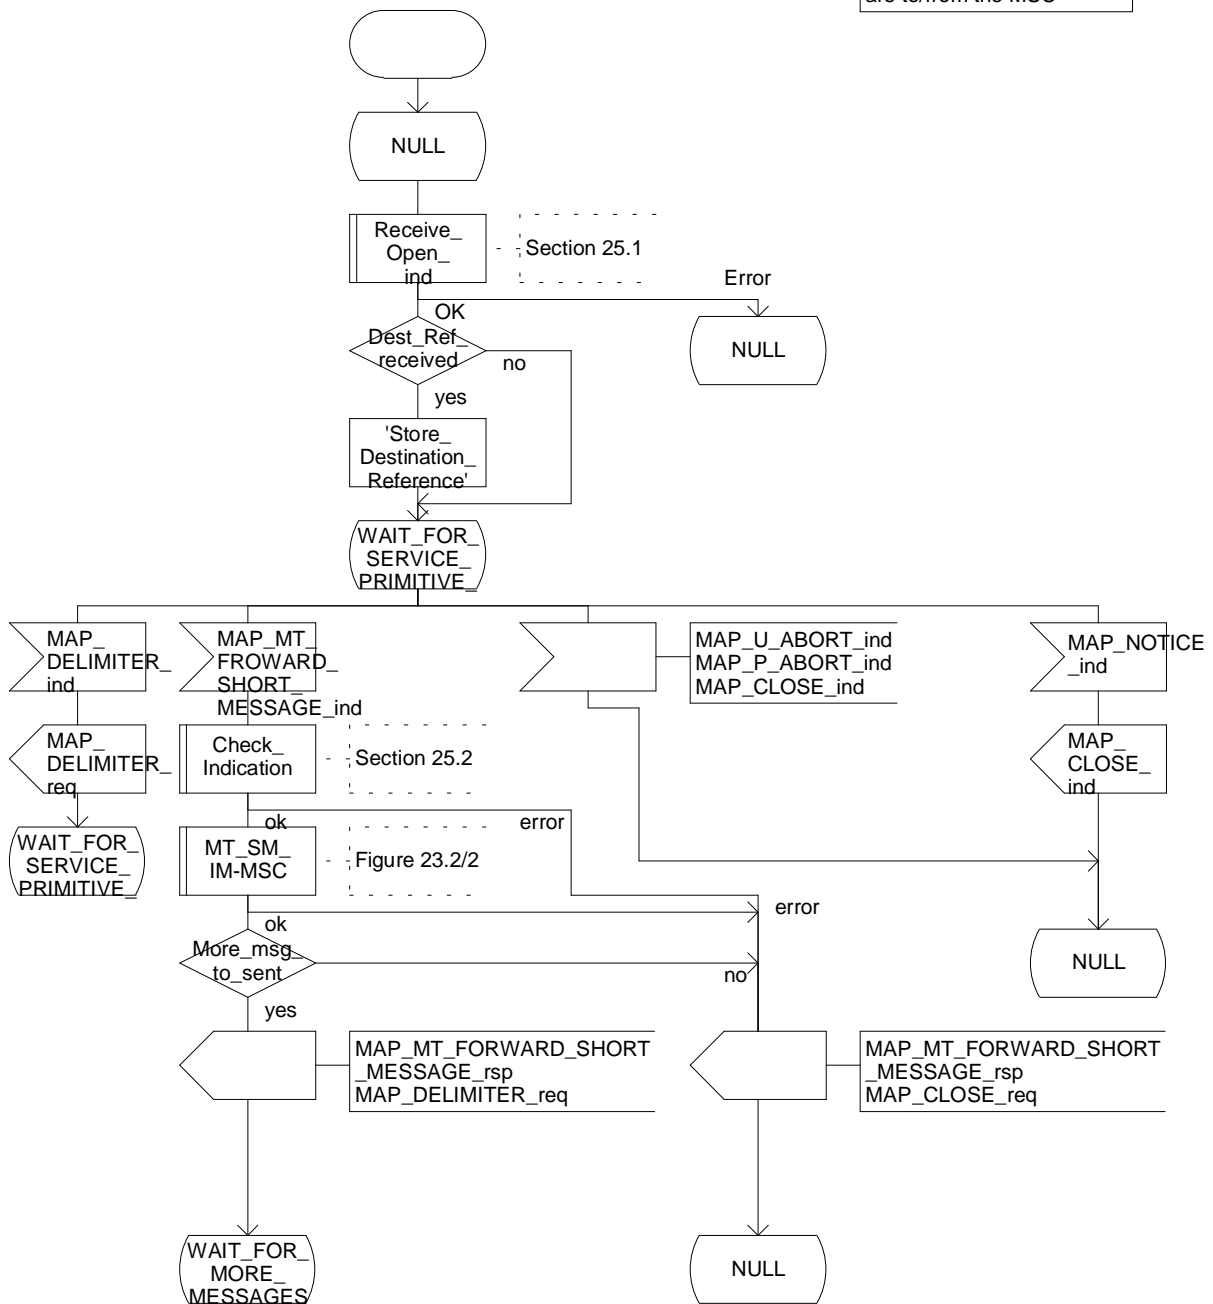 are to/from the MSC
NULL
Receive_
Open_
ind
Section 25.1
Error
OK
Dest_Ref_
received
no
NULL
yes
'Store_
Destination_
Reference'
WAIT_FOR_
SERVICE_
PRIMITIVE_
MAP_
DELIMITER_
ind
MAP_MT_
FROWARD_
SHORT_
MESSAGE_ind
MAP_U_ABORT_ind
MAP_P_ABORT_ind
MAP_CLOSE_ind
MAP_NOTICE
_ind
MAP_
DELIMITER_
req
Check_
Indication
Section 25.2
MAP_
CLOSE_
ind
ok
error
WAIT_FOR_
SERVICE_
PRIMITIVE_
MT_SM_
IM-MSC
Figure 23.2/2
error
ok
More_msg_
to_sent
no
NULL
yes
MAP_MT_FORWARD_SHORT
_MESSAGE_rsp
MAP_DELIMITER_req
MAP_MT_FORWARD_SHORT
_MESSAGE_rsp
MAP_CLOSE_req
WAIT_FOR_
MORE_
MESSAGES
NULL